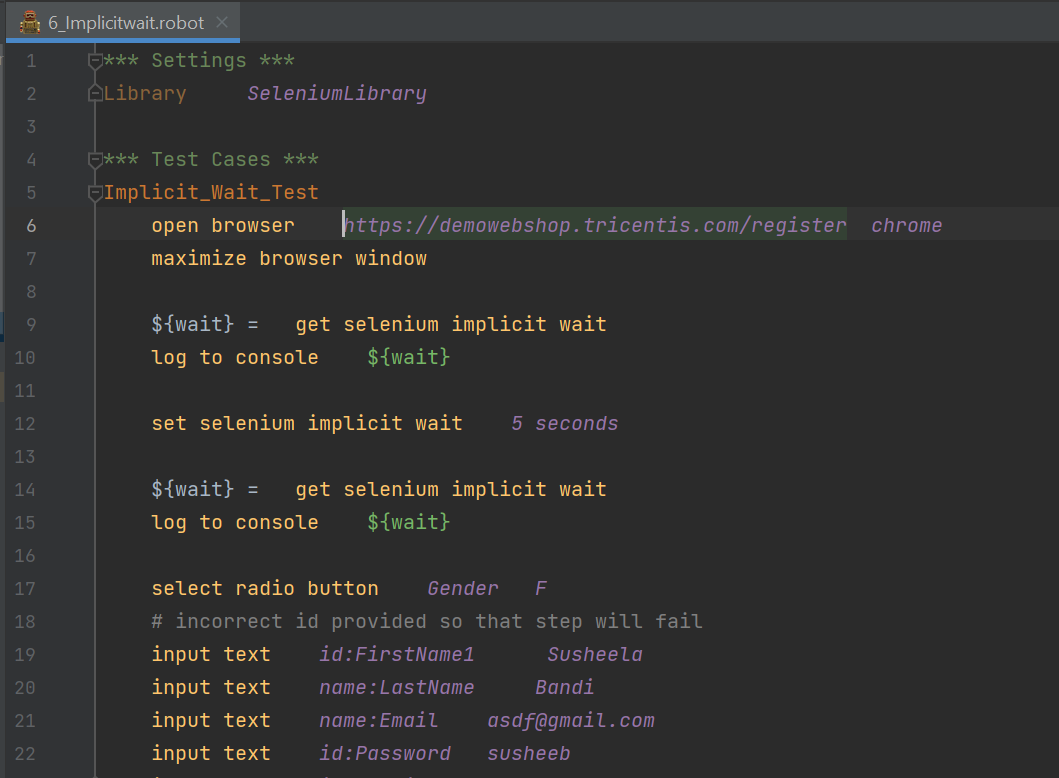 6_Implicitwait.robot
1 *** Settings ***
2 Library SeleniumLibrary
3
4 *** Test Cases ***
5 Implicit_Wait_Test
6 open browser https://demowebshop.tricentis.com/register chrome
7 maximize browser window
8
9 ${wait} = get selenium implicit wait
10 log to console ${wait}
11
12 set selenium implicit wait 5 seconds
13
14 ${wait} = get selenium implicit wait
15 log to console ${wait}
16
17 select radio button Gender F
18 # incorrect id provided so that step will fail
19 input text id:FirstName1 Susheela
20 input text name:LastName Bandi
21 input text name:Email asdf@gmail.com
22 input text id:Password susheeb